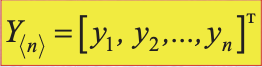 Y⟨n⟩ = [y₁, y₂,..., yₙ]ᵀ